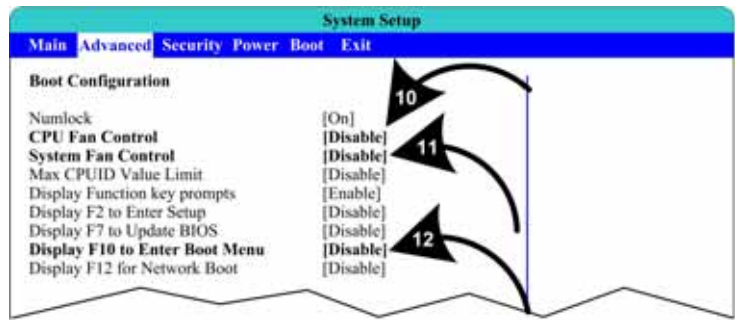 System Setup
Main Advanced Security Power Boot Exit
Boot Configuration
Numlock [On]
CPU Fan Control [Disable]
System Fan Control [Disable]
Max CPUID Value Limit [Disable]
Display Function key prompts [Enable]
Display F2 to Enter Setup [Disable]
Display F7 to Update BIOS [Disable]
Display F10 to Enter Boot Menu [Disable]
Display F12 for Network Boot [Disable]
10
11
12